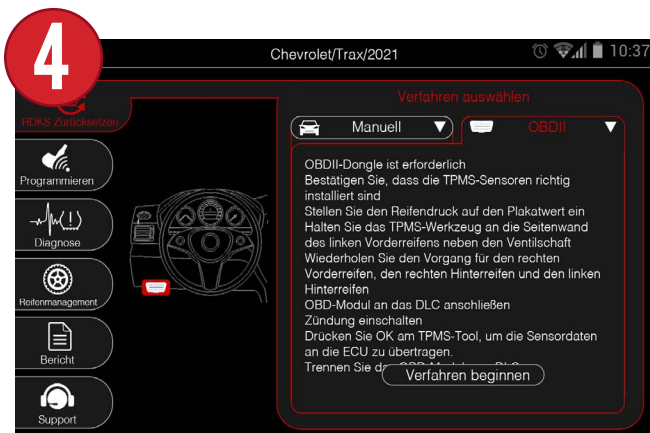 4
Chevrolet/Trax/2021
10:37
RDKS Zurücksetzen
Verfahren auswählen
Manuell
OBDII
Programmieren
Diagnose
Reifenmanagement
Bericht
Support
OBDII-Dongle ist erforderlich
Bestätigen Sie, dass die TPMS-Sensoren richtig
installiert sind
Stellen Sie den Reifendruck auf den Plakatwert ein
Halten Sie das TPMS-Werkzeug an die Seitenwand
des linken Vorderreifens neben den Ventilschaft
Wiederholen Sie den Vorgang für den rechten
Vorderreifen, den rechten Hinterreifen und den linken
Hinterreifen
OBD-Modul an das DLC anschließen
Zündung einschalten
Drücken Sie OK am TPMS-Tool, um die Sensordaten
an die ECU zu übertragen.
Trennen Sie
Verfahren beginnen